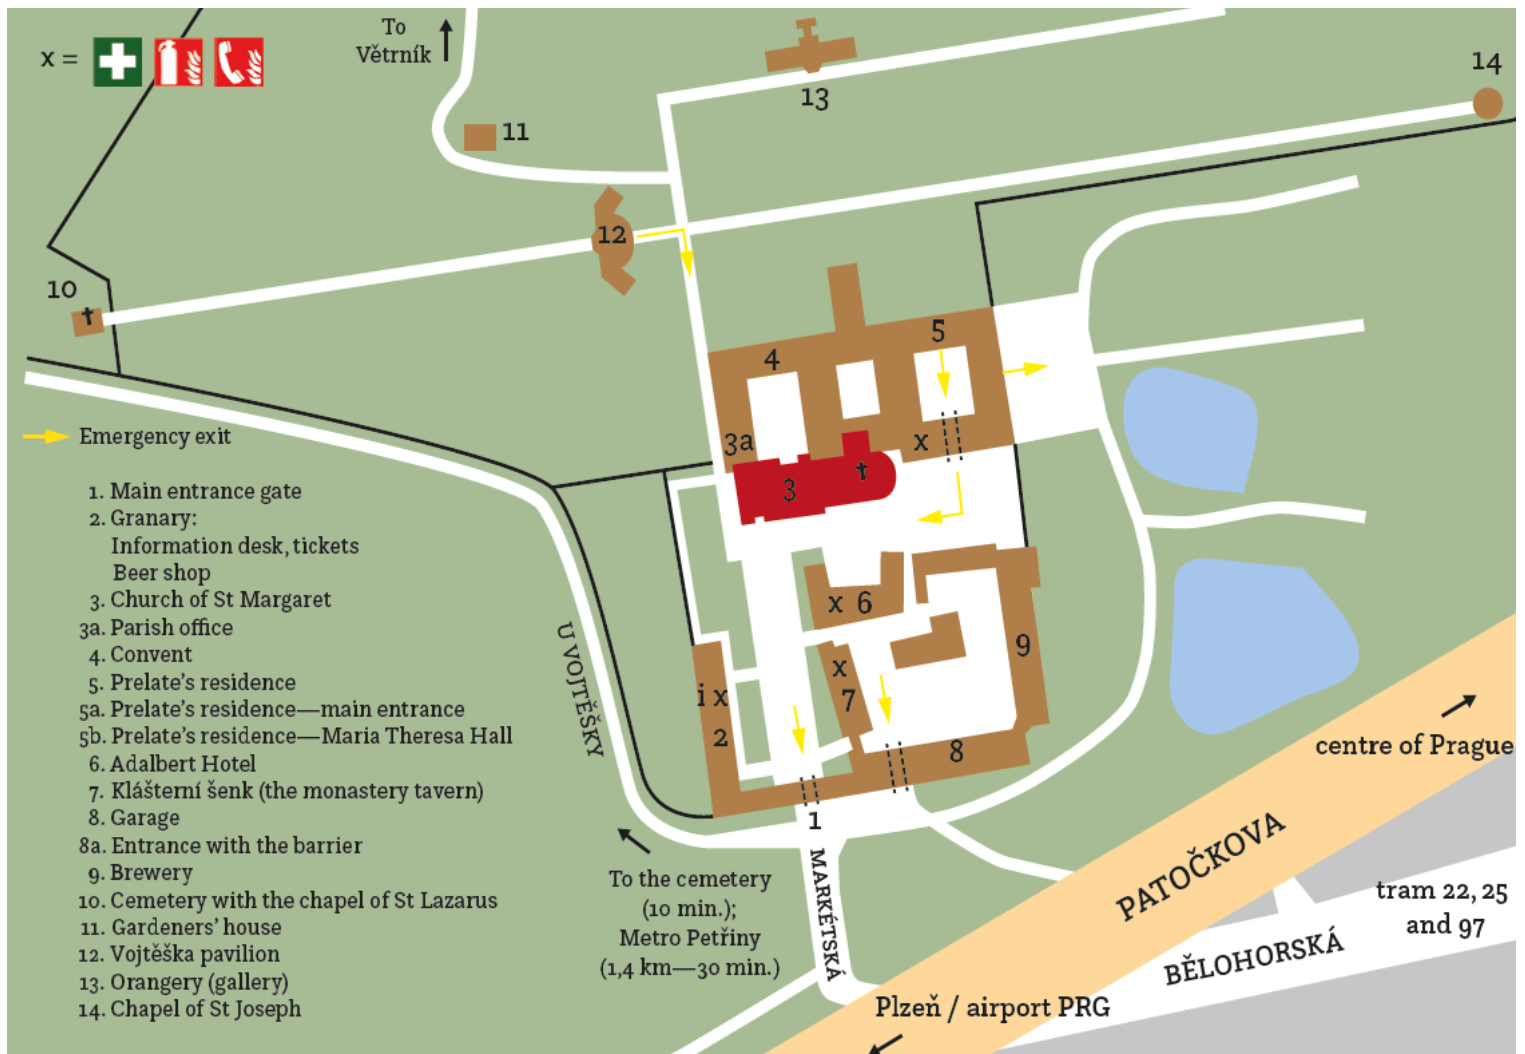 To
Větrník
x =
14
13
11
12
10
5
4
3a
x
3
Emergency exit
1. Main entrance gate
2. Granary:
Information desk, tickets
Beer shop
3. Church of St Margaret
3a. Parish office
4. Convent
5. Prelate's residence
5a. Prelate's residence—main entrance
5b. Prelate's residence—Maria Theresa Hall
6. Adalbert Hotel
7. Klášterní šenk (the monastery tavern)
8. Garage
8a. Entrance with the barrier
9. Brewery
10. Cemetery with the chapel of St Lazarus
11. Gardeners' house
12. Vojtěška pavilion
13. Orangery (gallery)
14. Chapel of St Joseph
x 6
9
x
7
i x
2
8
1
U VOJTĚŠKY
MARKÉTSKÁ
To the cemetery
(10 min.);
Metro Petřiny
(1,4 km—30 min.)
centre of Prague
PATOČKOVA
tram 22, 25
and 97
BĚLOHORSKÁ
Plzeň / airport PRG